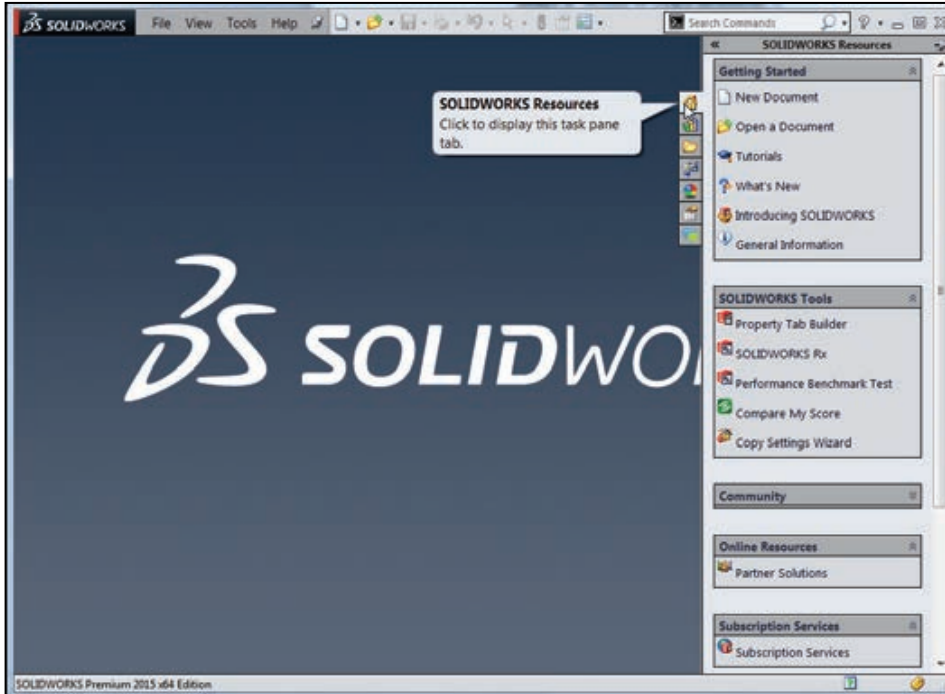 SOLIDWORKS File View Tools Help Search Commands
SOLIDWORKS Resources
Getting Started
New Document
Open a Document
Tutorials
What's New
Introducing SOLIDWORKS
General Information
SOLIDWORKS Resources
Click to display this task pane
tab.
SOLIDWO
SOLIDWORKS Tools
Property Tab Builder
SOLIDWORKS Rx
Performance Benchmark Test
Compare My Score
Copy Settings Wizard
Community
Online Resources
Partner Solutions
Subscription Services
Subscription Services
SOLIDWORKS Premium 2015 x64 Edition